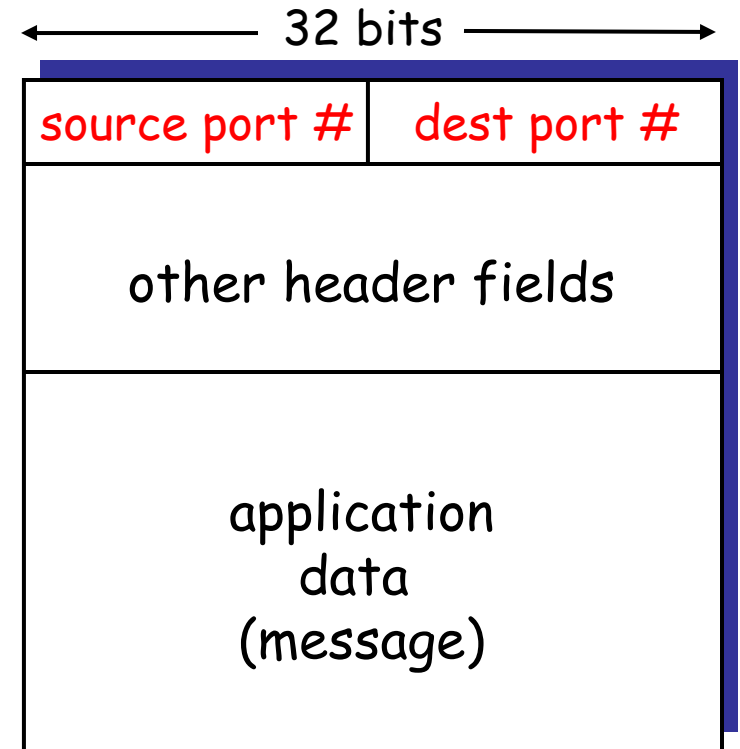 32 bits
source port # dest port #
other header fields
application
data
(message)